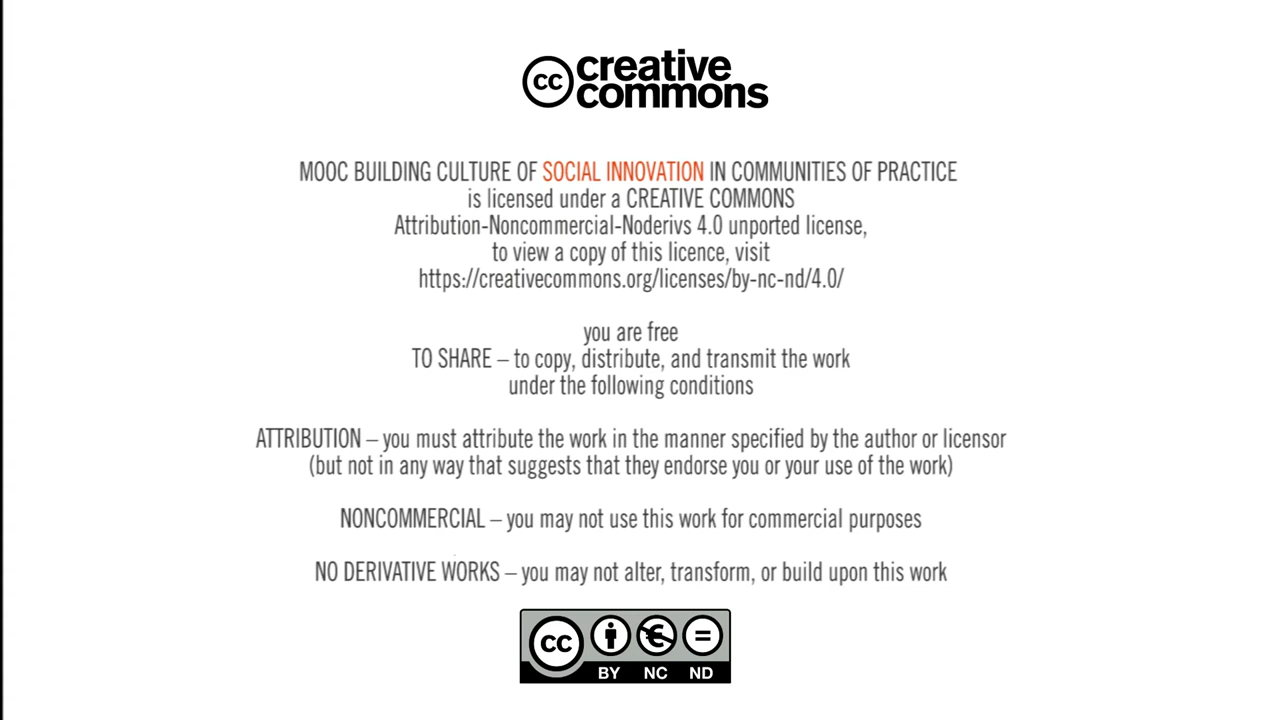 cc creative
commons
MOOC BUILDING CULTURE OF SOCIAL INNOVATION IN COMMUNITIES OF PRACTICE
is licensed under a CREATIVE COMMONS
Attribution-Noncommercial-Noderivs 4.0 unported license,
to view a copy of this licence, visit
https://creativecommons.org/licenses/by-nc-nd/4.0/
you are free
TO SHARE – to copy, distribute, and transmit the work
under the following conditions
ATTRIBUTION – you must attribute the work in the manner specified by the author or licensor
(but not in any way that suggests that they endorse you or your use of the work)
NONCOMMERCIAL – you may not use this work for commercial purposes
NO DERIVATIVE WORKS – you may not alter, transform, or build upon this work
cc € =
BY NC ND